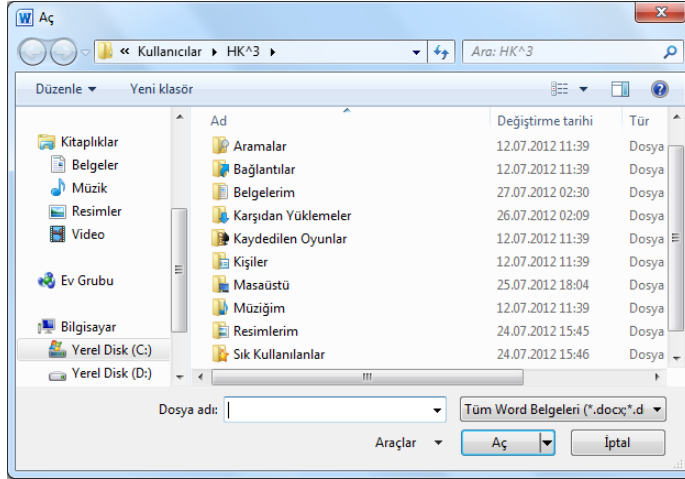 Aç
« Kullanıcılar HK^3
Ara: HK^3
Düzenle Yeni klasör
Ad Değiştirme tarihi Tür
Kitaplıklar
Belgeler
Müzik
Resimler
Video
Ev Grubu
Bilgisayar
Yerel Disk (C:)
Yerel Disk (D:)
Aramalar 12.07.2012 11:39 Dosya
Bağlantılar 12.07.2012 11:39 Dosya
Belgelerim 27.07.2012 02:30 Dosya
Karşıdan Yüklemeler 26.07.2012 02:09 Dosya
Kaydedilen Oyunlar 12.07.2012 11:39 Dosya
Kişiler 12.07.2012 11:39 Dosya
Masaüstü 25.07.2012 18:04 Dosya
Müziğim 12.07.2012 11:39 Dosya
Resimlerim 24.07.2012 15:45 Dosya
Sık Kullanılanlar 24.07.2012 15:46 Dosya
Dosya adı:
Tüm Word Belgeleri (*.docx;*.d
Araçlar Aç İptal